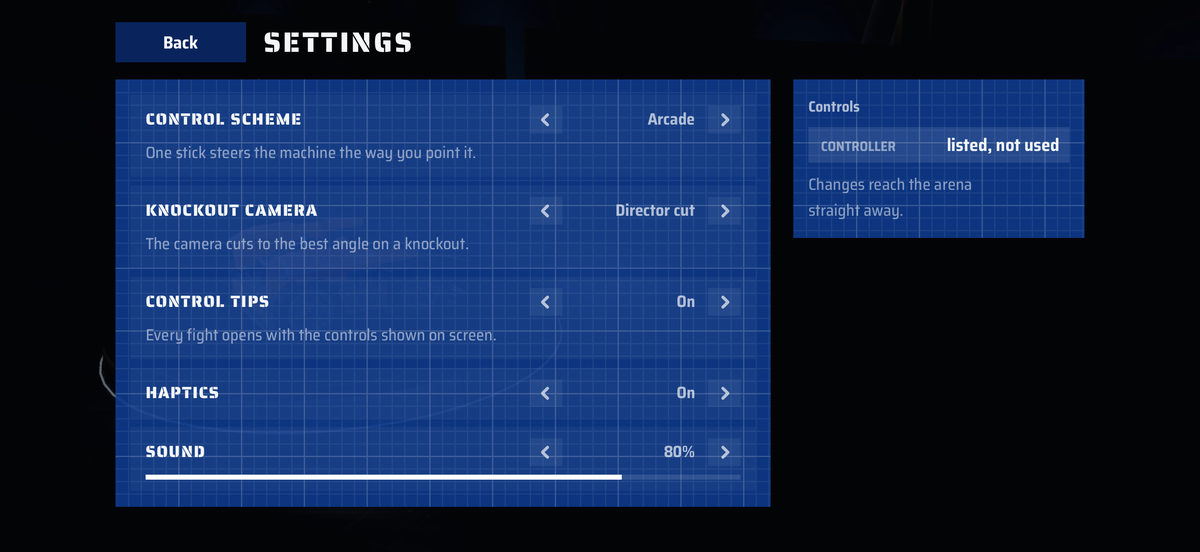 Back
SETTINGS
CONTROL SCHEME
Arcade
One stick steers the machine the way you point it.
KNOCKOUT CAMERA
Director cut
The camera cuts to the best angle on a knockout.
CONTROL TIPS
On
Every fight opens with the controls shown on screen.
HAPTICS
On
SOUND
80%
Controls
CONTROLLER
listed, not used
Changes reach the arena
straight away.